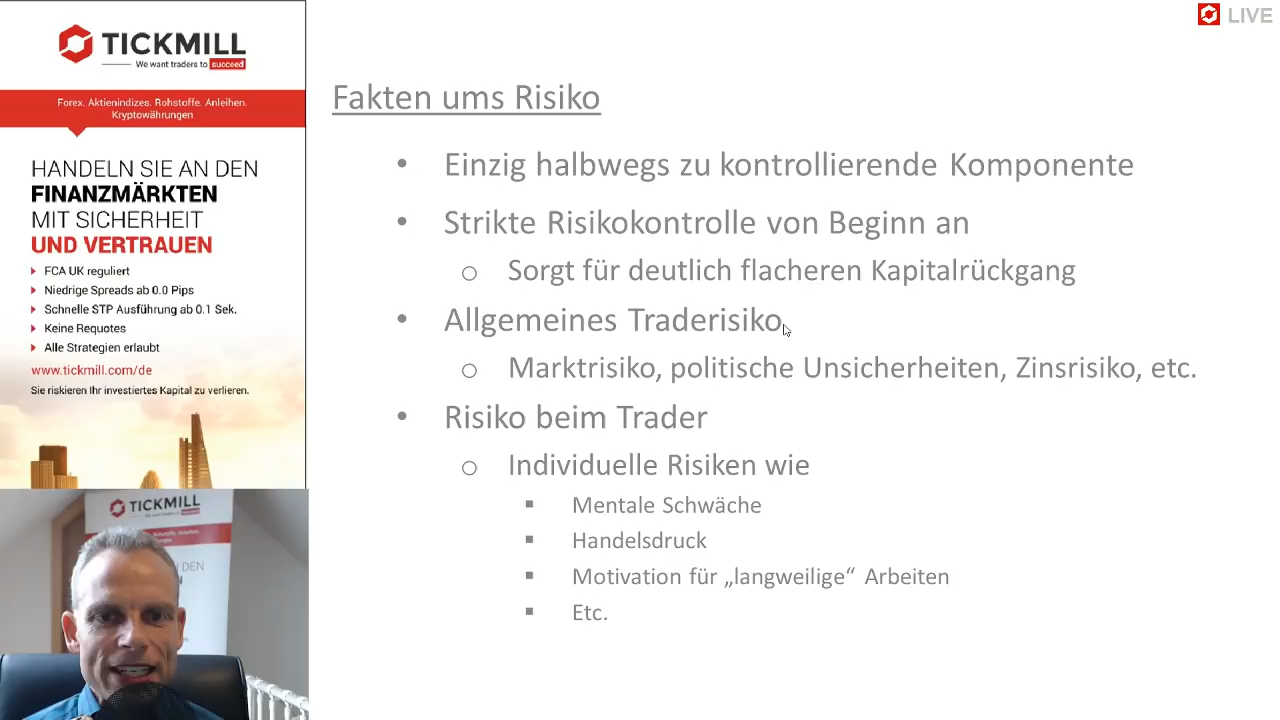 TICKMILL
We want traders to succeed
Forex. Aktienindizes. Rohstoffe. Anleihen.
Kryptowährungen
HANDELN SIE AN DEN
FINANZMÄRKTEN
MIT SICHERHEIT
UND VERTRAUEN
FCA UK reguliert
Niedrige Spreads ab 0.0 Pips
Schnelle STP Ausführung ab 0.1 Sek.
Keine Requotes
Alle Strategien erlaubt
www.tickmill.com/de
Sie riskieren Ihr investiertes Kapital zu verlieren.
TICKMILL
LIVE
Fakten ums Risiko
• Einzig halbwegs zu kontrollierende Komponente
• Strikte Risikokontrolle von Beginn an
o Sorgt für deutlich flacheren Kapitalrückgang
• Allgemeines Traderisiko
o Marktrisiko, politische Unsicherheiten, Zinsrisiko, etc.
• Risiko beim Trader
o Individuelle Risiken wie
▪ Mentale Schwäche
▪ Handelsdruck
▪ Motivation für „langweilige“ Arbeiten
▪ Etc.